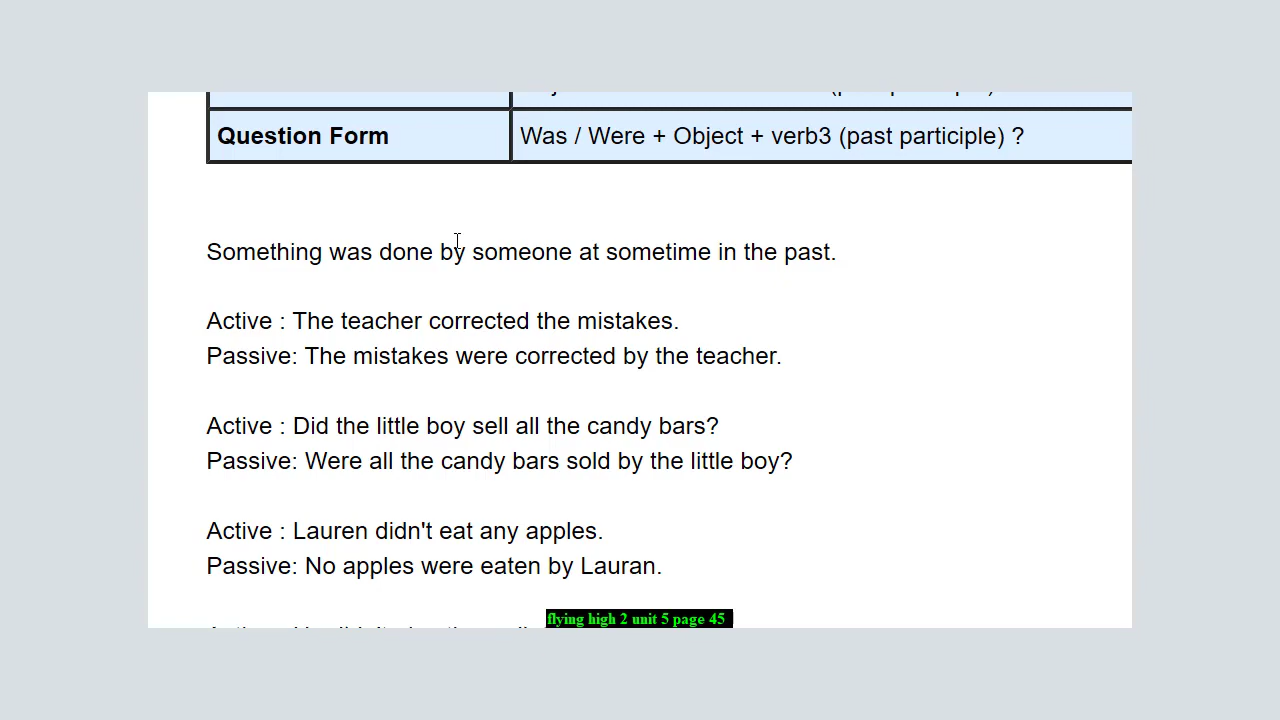 Question Form Was / Were + Object + verb3 (past participle) ?
Something was done by someone at sometime in the past.
Active : The teacher corrected the mistakes.
Passive: The mistakes were corrected by the teacher.
Active : Did the little boy sell all the candy bars?
Passive: Were all the candy bars sold by the little boy?
Active : Lauren didn't eat any apples.
Passive: No apples were eaten by Lauran.
flying high 2 unit 5 page 45